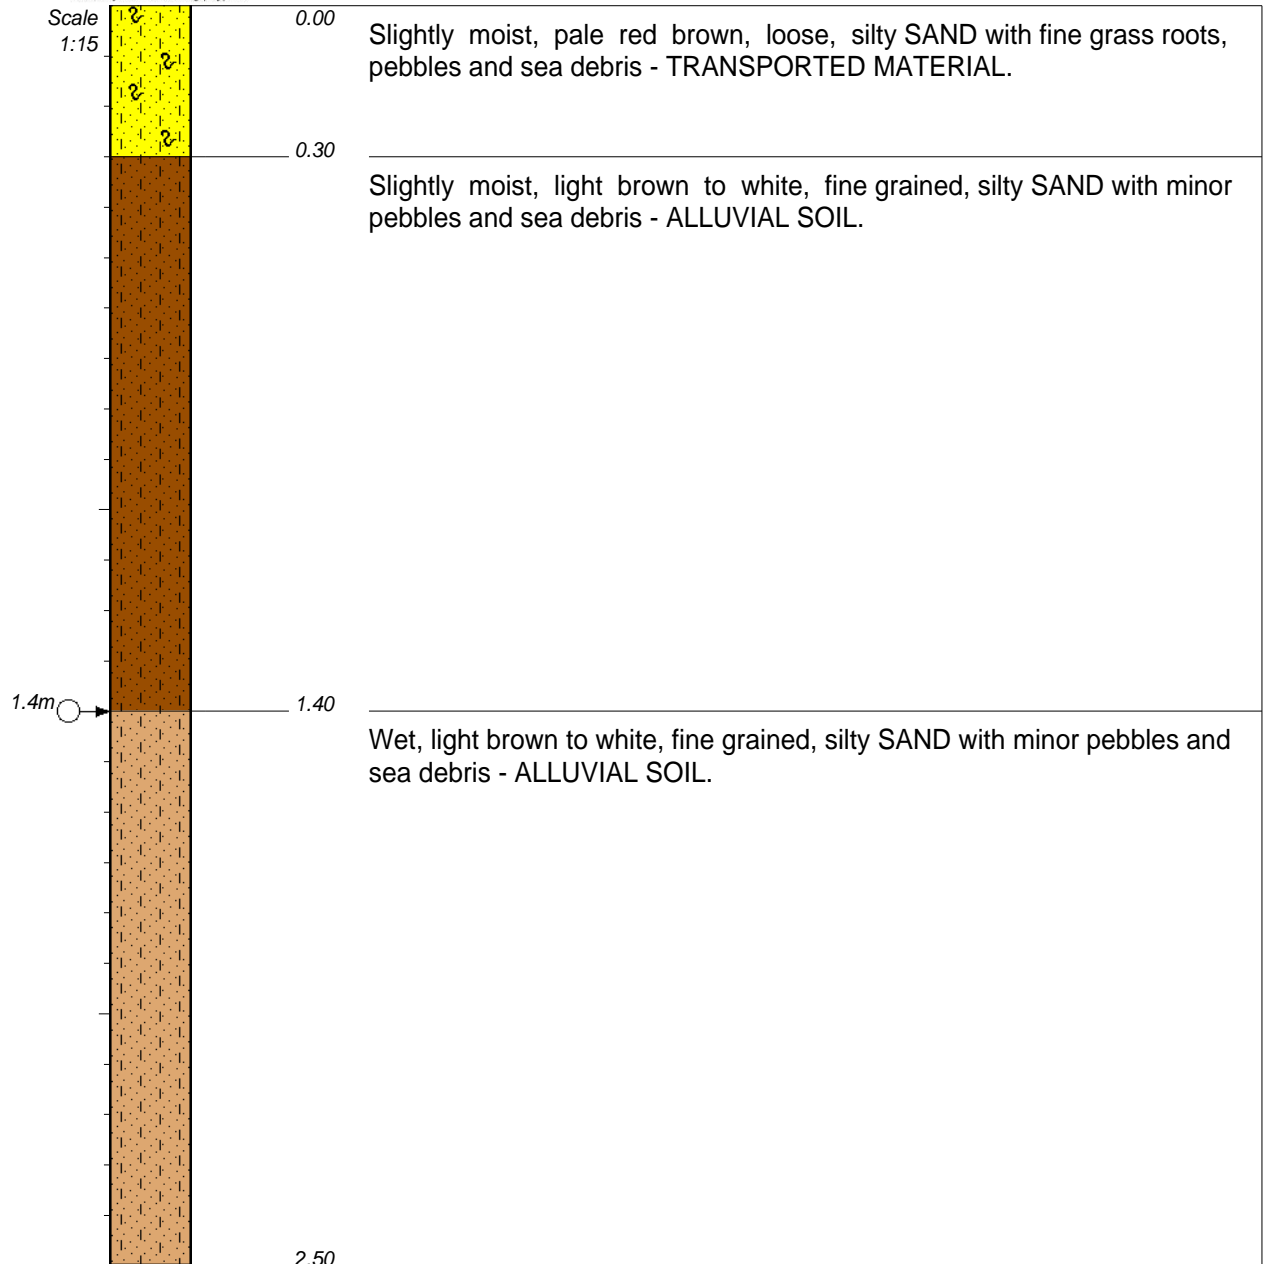 Scale
1:15
0.00
Slightly moist, pale red brown, loose, silty SAND with fine grass roots,
pebbles and sea debris - TRANSPORTED MATERIAL.
0.30
Slightly moist, light brown to white, fine grained, silty SAND with minor
pebbles and sea debris - ALLUVIAL SOIL.
1.4m
1.40
Wet, light brown to white, fine grained, silty SAND with minor pebbles and
sea debris - ALLUVIAL SOIL.
2.50